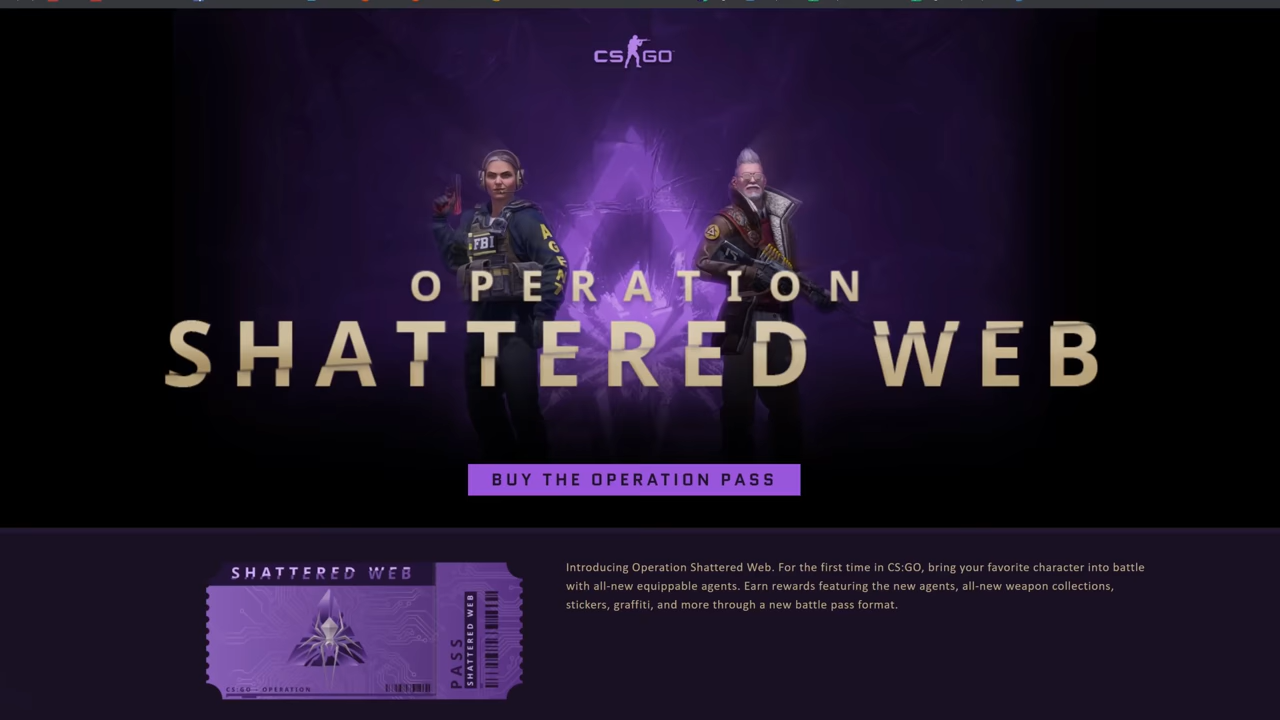 CS GO
FBI
AGENT
OPERATION
SHATTERED WEB
BUY THE OPERATION PASS
SHATTERED WEB
PASS
SHATTERED WEB
CS:GO - OPERATION
Introducing Operation Shattered Web. For the first time in CS:GO, bring your favorite character into battle
with all-new equippable agents. Earn rewards featuring the new agents, all-new weapon collections,
stickers, graffiti, and more through a new battle pass format.